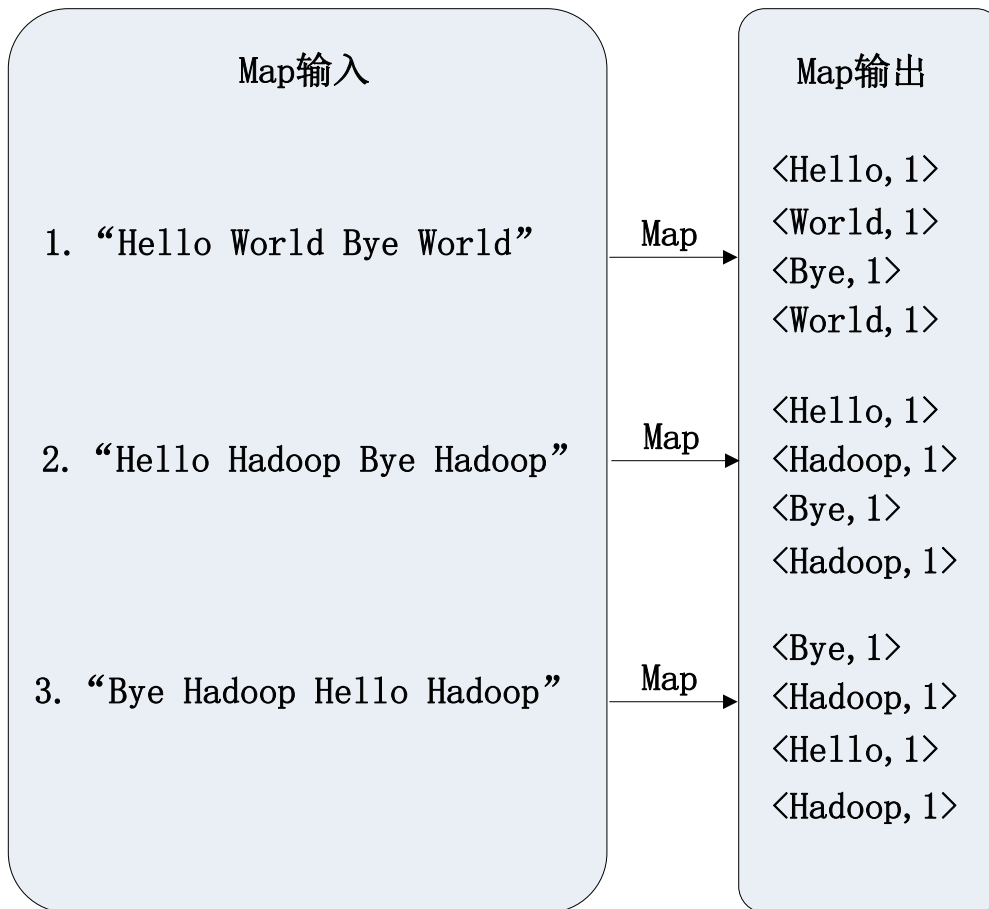 Map输入
Map输出
1. “Hello World Bye World”
Map
<Hello,1>
<World,1>
<Bye,1>
<World,1>
2. “Hello Hadoop Bye Hadoop”
Map
<Hello,1>
<Hadoop,1>
<Bye,1>
<Hadoop,1>
3. “Bye Hadoop Hello Hadoop”
Map
<Bye,1>
<Hadoop,1>
<Hello,1>
<Hadoop,1>